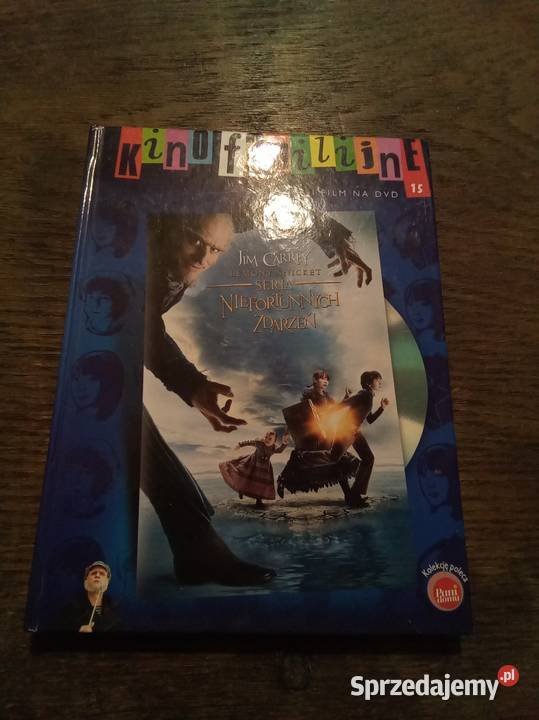 KinO fAmilijnE
15
FILM NA DVD
JIM CARREY
LEMONY SNICKET
SERIA
NIEFORTUNNYCH
ZDARZEŃ
Kolekcję poleca
Pani
domu
Sprzedajemy.pl